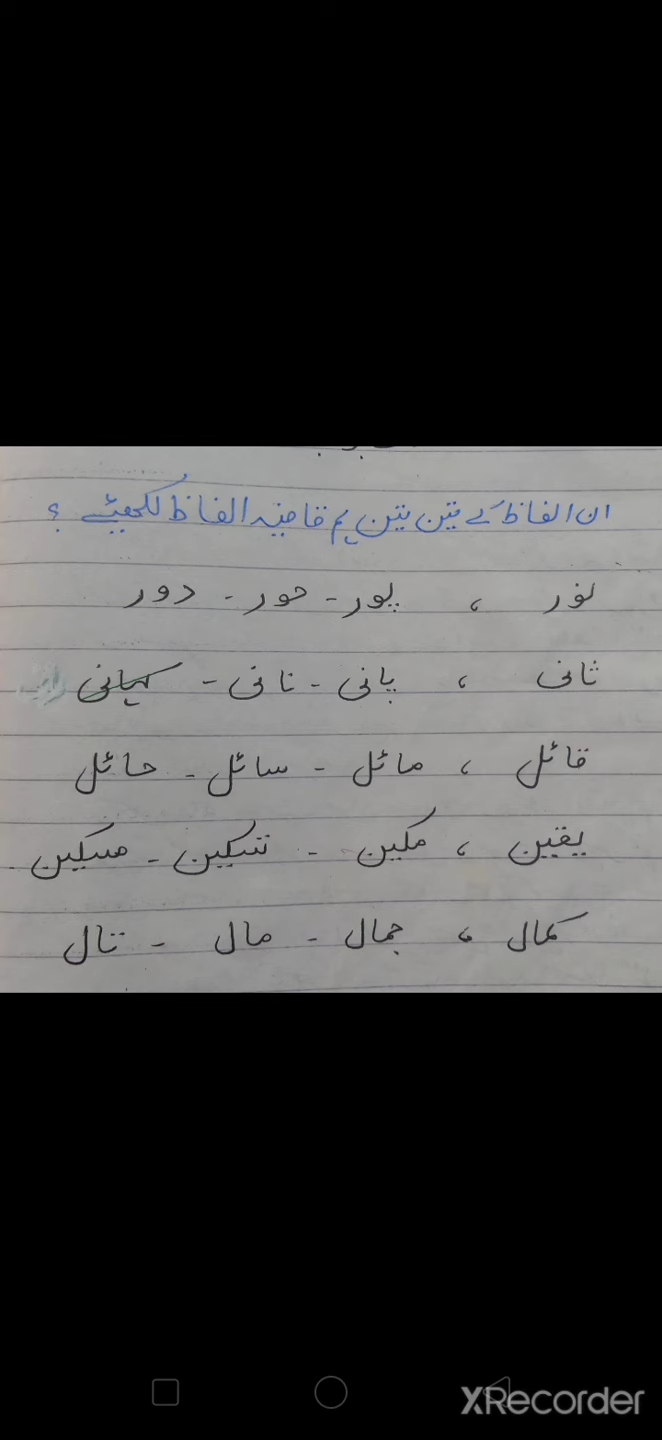 ان الفاظ کے تین تین ہم قافیہ الفاظ لکھیئے ؟
نور ، پور - حور - دور
ثانی ، پانی - نانی - کہانی
قائل ، مائل - سائل - حائل
یقین ، مکین - تسکین - مسکین -
کمال ، جمال - مال - تال
XRecorder